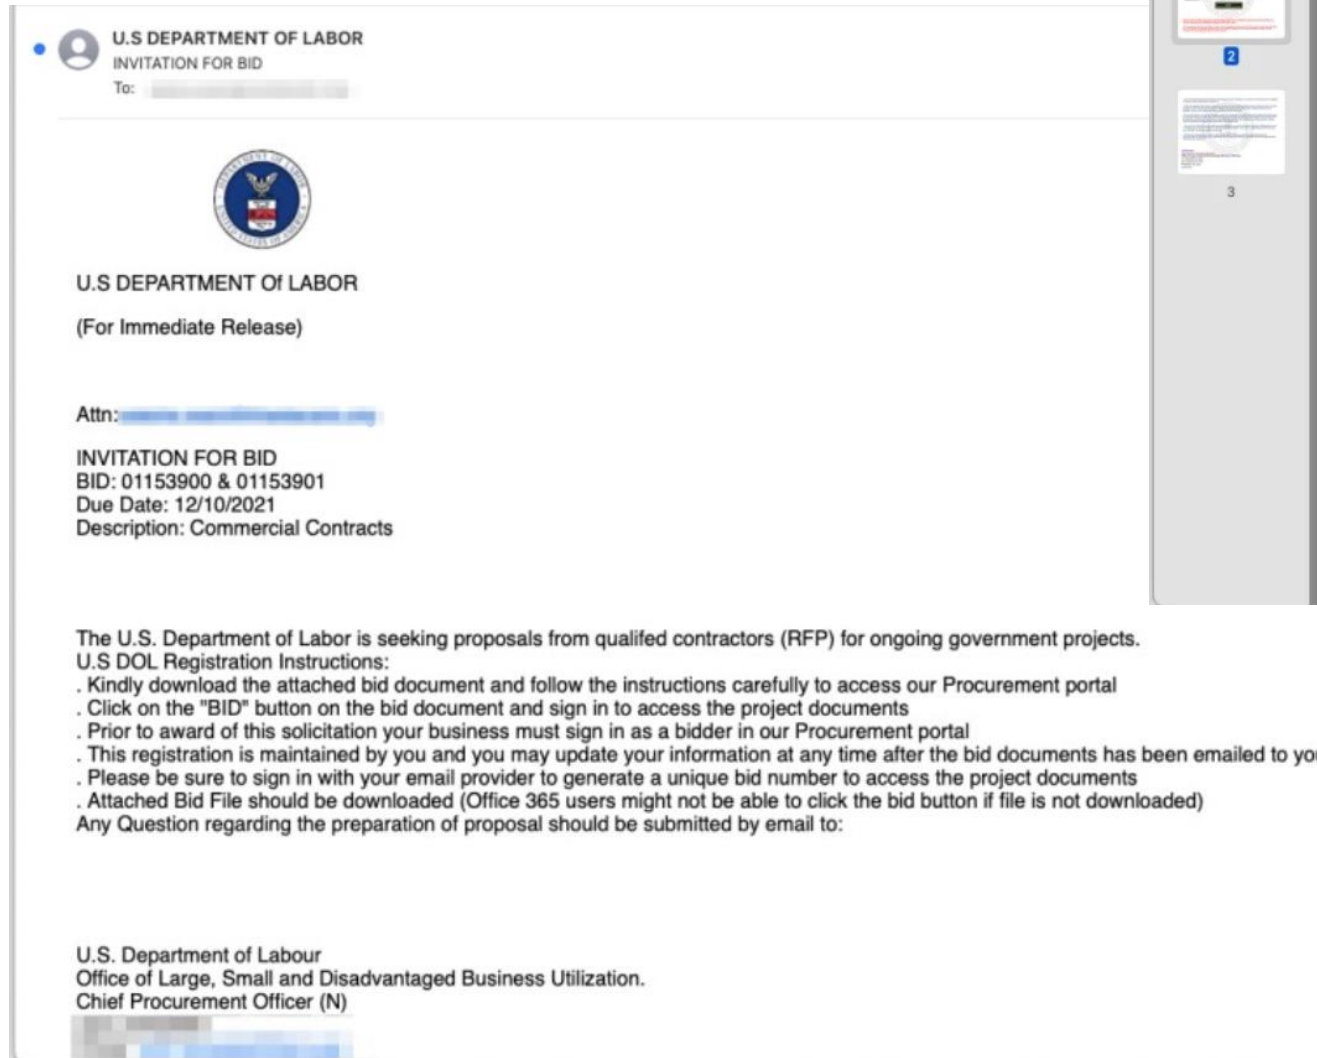 U.S DEPARTMENT OF LABOR
INVITATION FOR BID
To:
DEPARTMENT OF LABOR
UNITED STATES OF AMERICA
U.S DEPARTMENT Of LABOR
(For Immediate Release)
Attn:
INVITATION FOR BID
BID: 01153900 & 01153901
Due Date: 12/10/2021
Description: Commercial Contracts
The U.S. Department of Labor is seeking proposals from qualifed contractors (RFP) for ongoing government projects.
U.S DOL Registration Instructions:
. Kindly download the attached bid document and follow the instructions carefully to access our Procurement portal
. Click on the "BID" button on the bid document and sign in to access the project documents
. Prior to award of this solicitation your business must sign in as a bidder in our Procurement portal
. This registration is maintained by you and you may update your information at any time after the bid documents has been emailed to
. Please be sure to sign in with your email provider to generate a unique bid number to access the project documents
. Attached Bid File should be downloaded (Office 365 users might not be able to click the bid button if file is not downloaded)
Any Question regarding the preparation of proposal should be submitted by email to:
U.S. Department of Labour
Office of Large, Small and Disadvantaged Business Utilization.
Chief Procurement Officer (N)
2
3